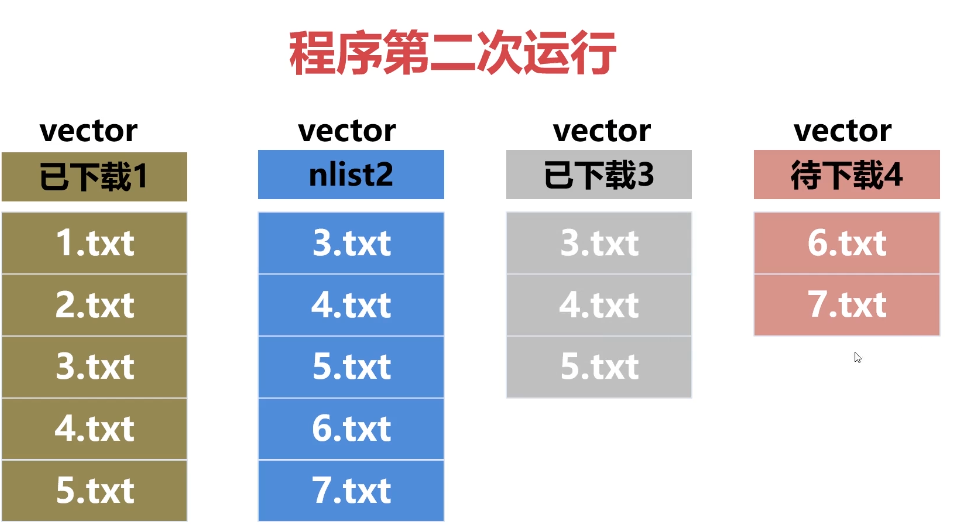 程序第二次运行
vector vector vector vector
已下载1 nlist2 已下载3 待下载4
1.txt 3.txt 3.txt 6.txt
2.txt 4.txt 4.txt 7.txt
3.txt 5.txt 5.txt
4.txt 6.txt
5.txt 7.txt